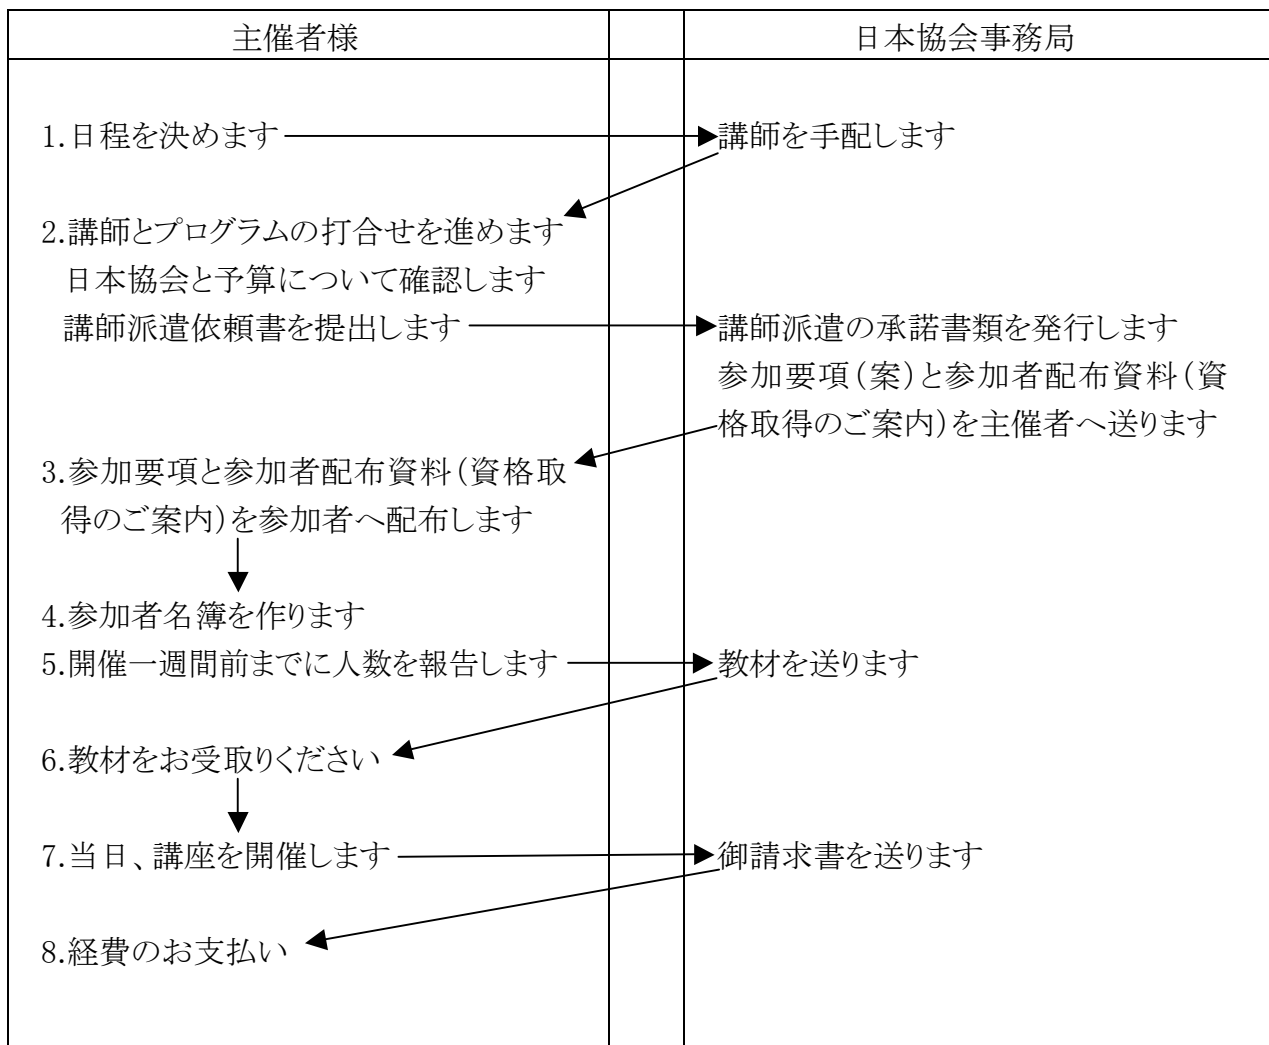 主催者様
日本協会事務局
1.日程を決めます
講師を手配します
2.講師とプログラムの打合せを進めます
日本協会と予算について確認します
講師派遣依頼書を提出します
講師派遣の承諾書類を発行します
参加要項（案）と参加者配布資料（資
格取得のご案内）を主催者へ送ります
3.参加要項と参加者配布資料（資格取
得のご案内）を参加者へ配布します
4.参加者名簿を作ります
5.開催一週間前までに人数を報告します
教材を送ります
6.教材をお受取りください
7.当日、講座を開催します
御請求書を送ります
8.経費のお支払い